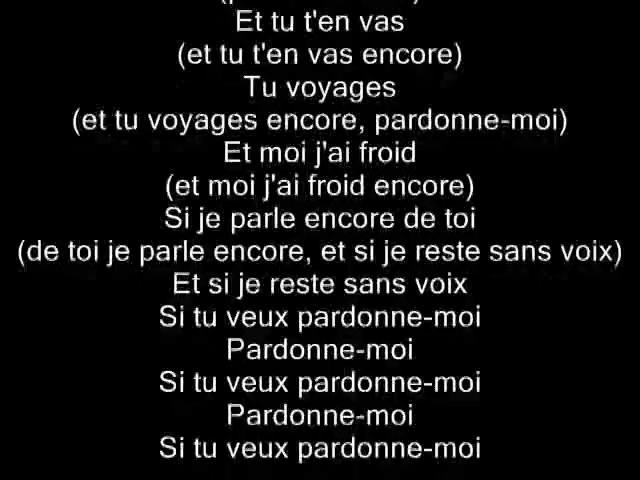 Et tu t'en vas
(et tu t'en vas encore)
Tu voyages
(et tu voyages encore, pardonne-moi)
Et moi j'ai froid
(et moi j'ai froid encore)
Si je parle encore de toi
(de toi je parle encore, et si je reste sans voix)
Et si je reste sans voix
Si tu veux pardonne-moi
Pardonne-moi
Si tu veux pardonne-moi
Pardonne-moi
Si tu veux pardonne-moi